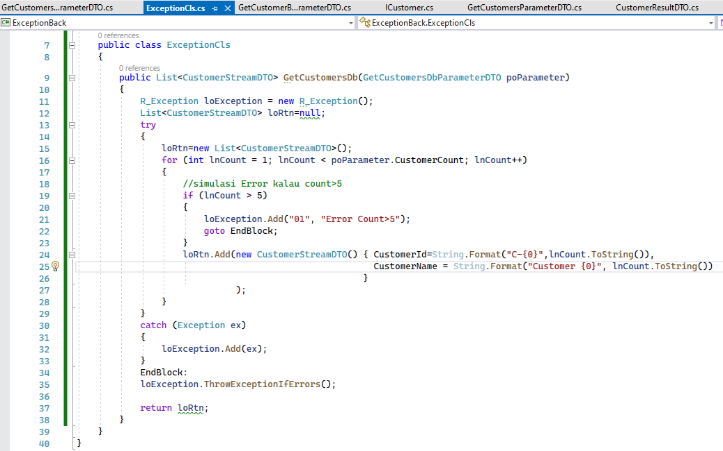 GetCustomers...rameterDTO.cs ExceptionCls.cs GetCustomerB...rameterDTO.cs ICustomer.cs GetCustomersParameterDTO.cs CustomerResultDTO.cs
C# ExceptionBack ExceptionBack.ExceptionCls
0 references
7 public class ExceptionCls
8 {
0 references
9 public List<CustomerStreamDTO> GetCustomersDb(GetCustomersDbParameterDTO poParameter)
10 {
11 R_Exception loException = new R_Exception();
12 List<CustomerStreamDTO> loRtn=null;
13 try
14 {
15 loRtn=new List<CustomerStreamDTO>();
16 for (int lnCount = 1; lnCount < poParameter.CustomerCount; lnCount++)
17 {
18 //simulasi Error kalau count>5
19 if (lnCount > 5)
20 {
21 loException.Add("01", "Error Count>5");
22 goto EndBlock;
23 }
24 loRtn.Add(new CustomerStreamDTO() { CustomerId=String.Format("C-{0}",lnCount.ToString()),
25 CustomerName = String.Format("Customer {0}", lnCount.ToString())
26 }
27 );
28 }
29 }
30 catch (Exception ex)
31 {
32 loException.Add(ex);
33 }
34 EndBlock:
35 loException.ThrowExceptionIfErrors();
36
37 return loRtn;
38 }
39 }
40 }